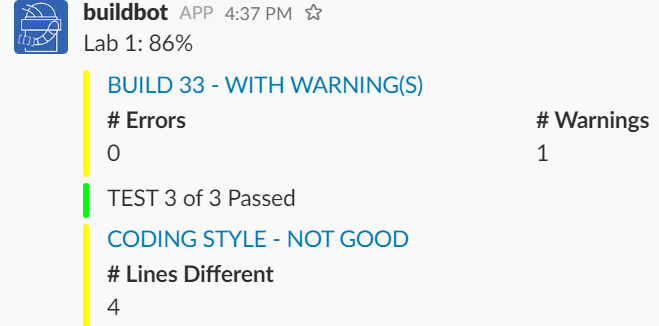 buildbot APP 4:37 PM
Lab 1: 86%
BUILD 33 - WITH WARNING(S)
# Errors # Warnings
0 1
TEST 3 of 3 Passed
CODING STYLE - NOT GOOD
# Lines Different
4